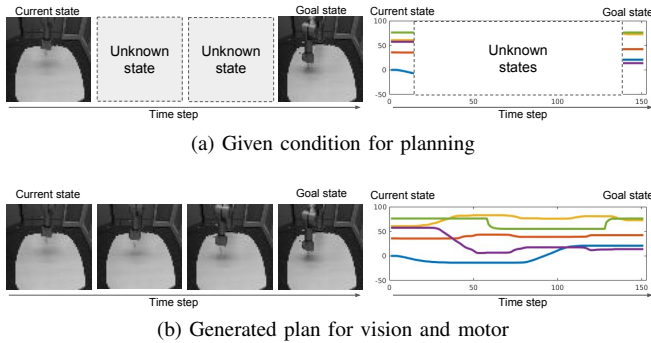 Current state
Goal state
Unknown state
Unknown state
Time step
Current state
Goal state
100
50
0
-50
Unknown states
0
50
100
150
Time step
(a) Given condition for planning
Current state
Goal state
Time step
Current state
Goal state
100
50
0
-50
0
50
100
150
Time step
(b) Generated plan for vision and motor